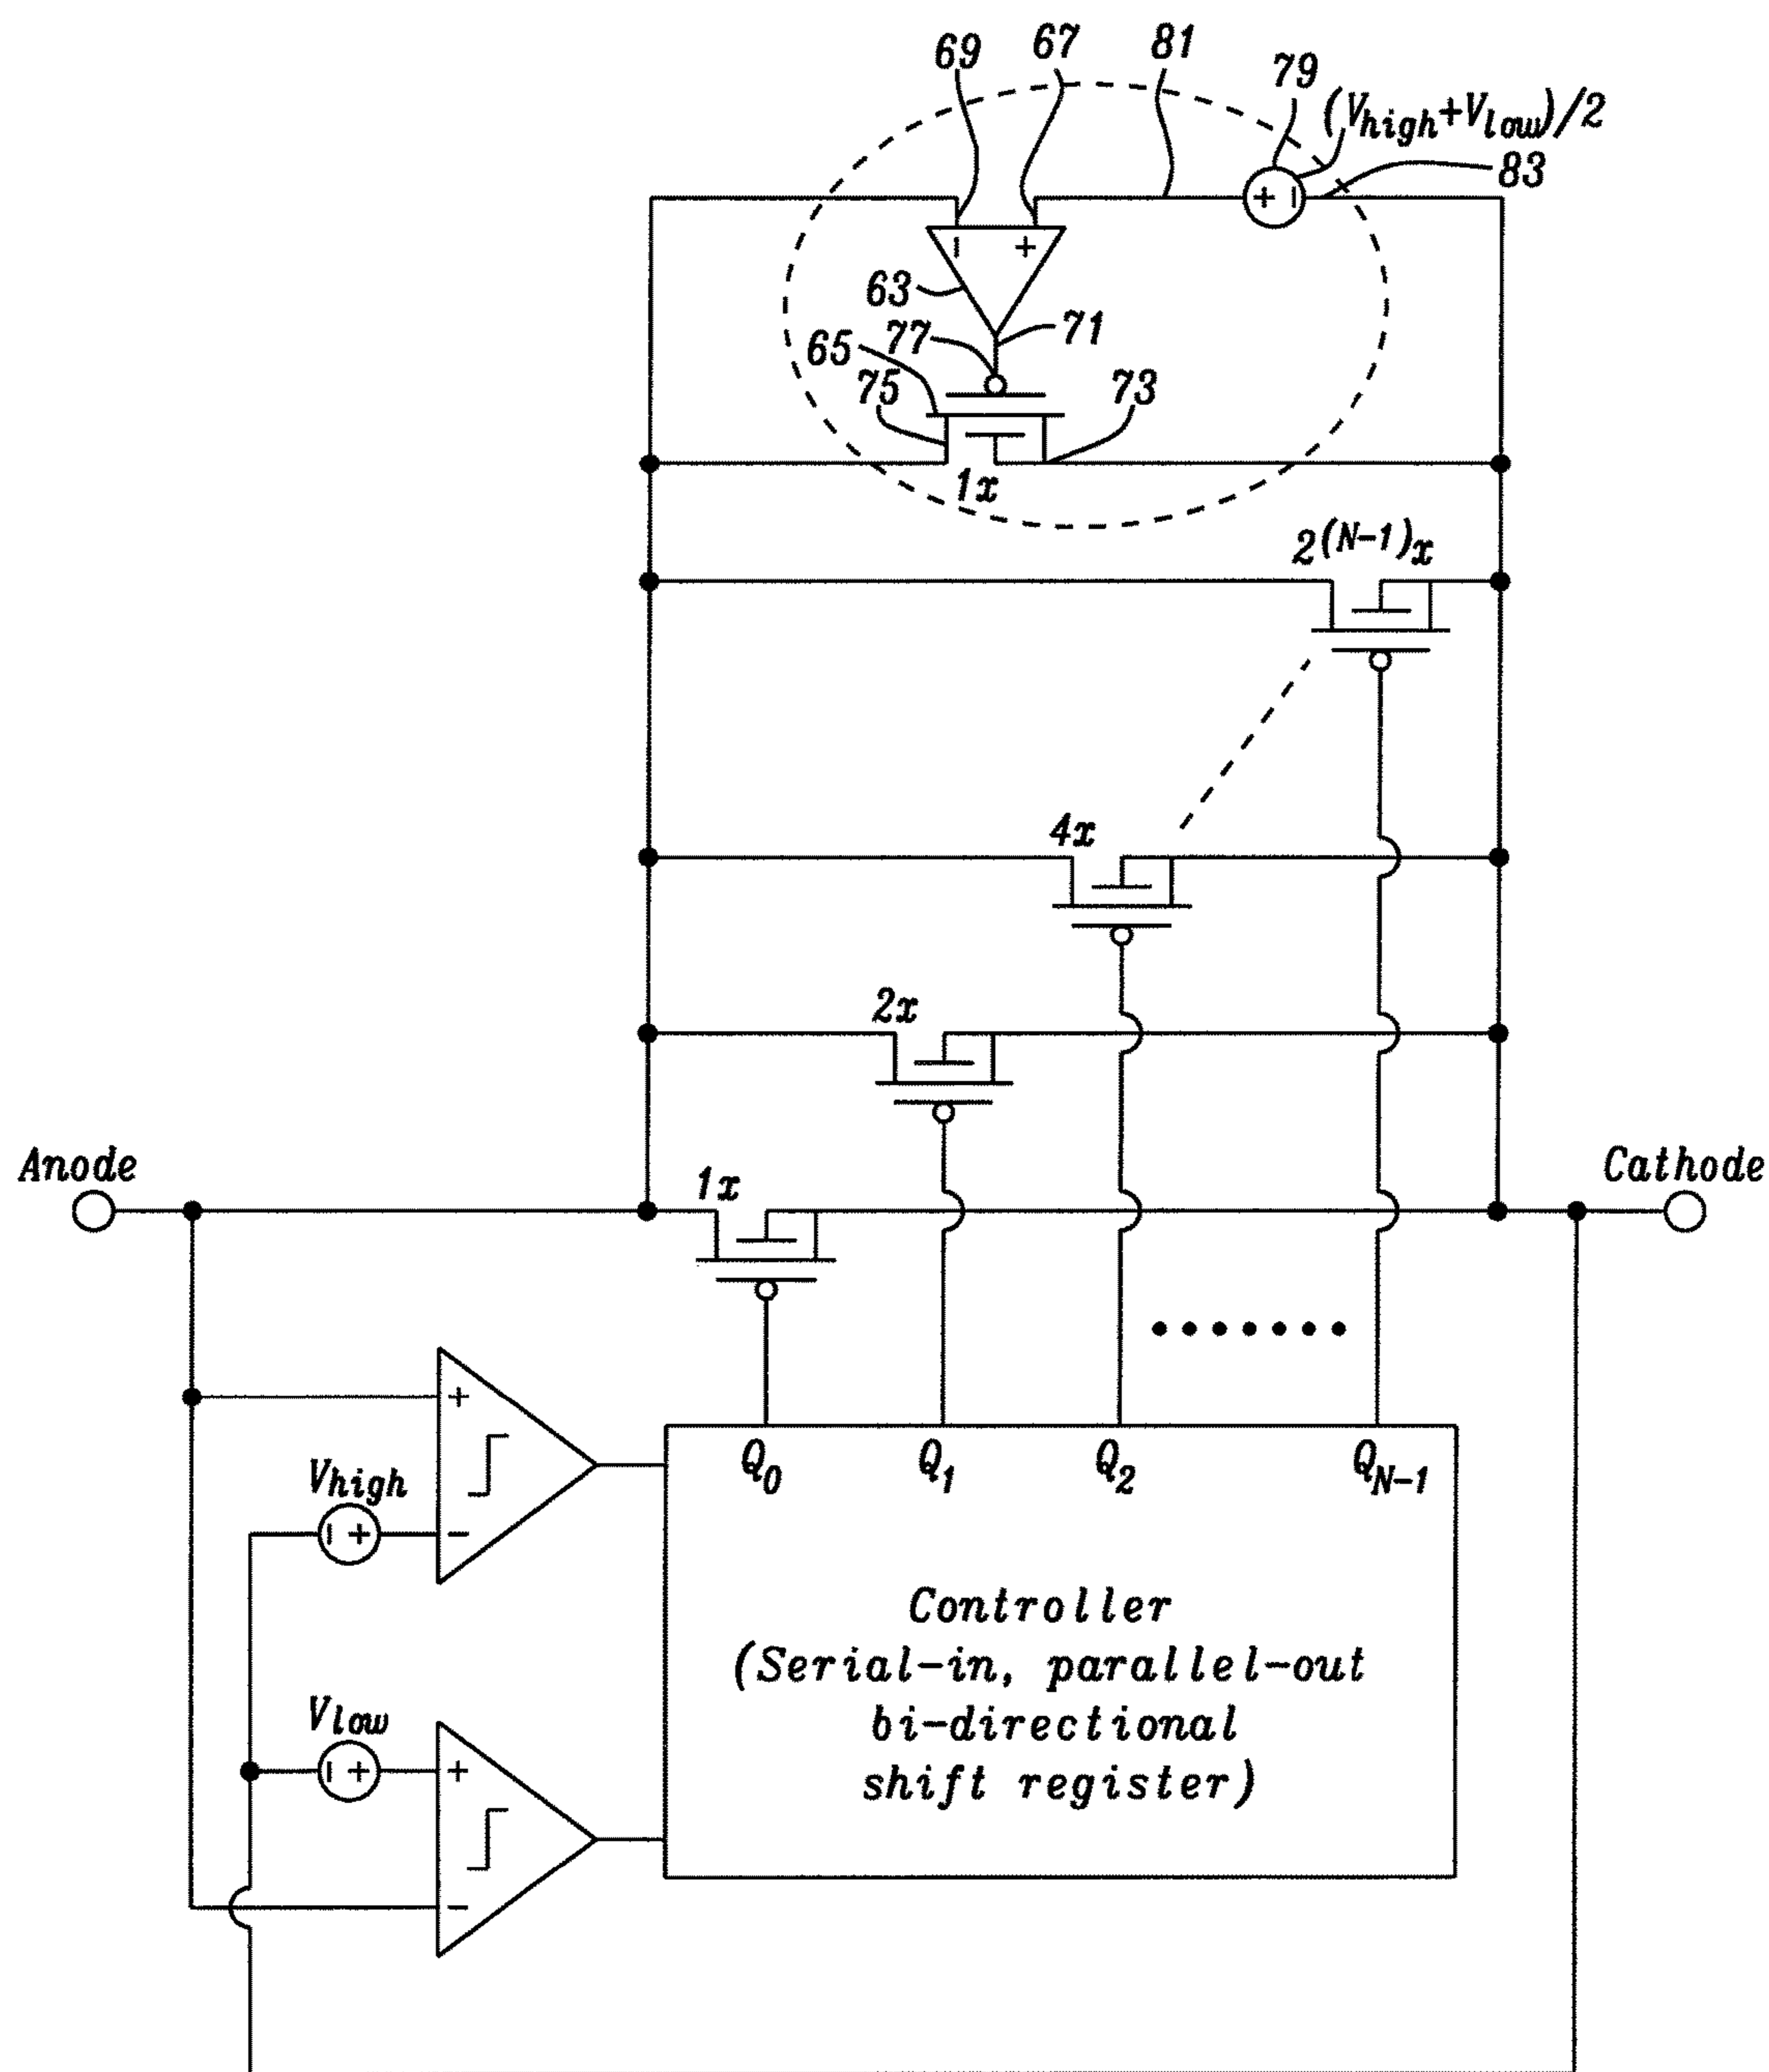 69 67 81 79
(Vhigh+Vlow)/2
83
- +
+ -
63
77 71
65
75 73
1x
2(N-1)x
4x
2x
Anode
Cathode
1x
+
Vhigh
- +
-
Q0 Q1 Q2 QN-1
Controller
(Serial-in, parallel-out
bi-directional
shift register)
Vlow
- +
+
-